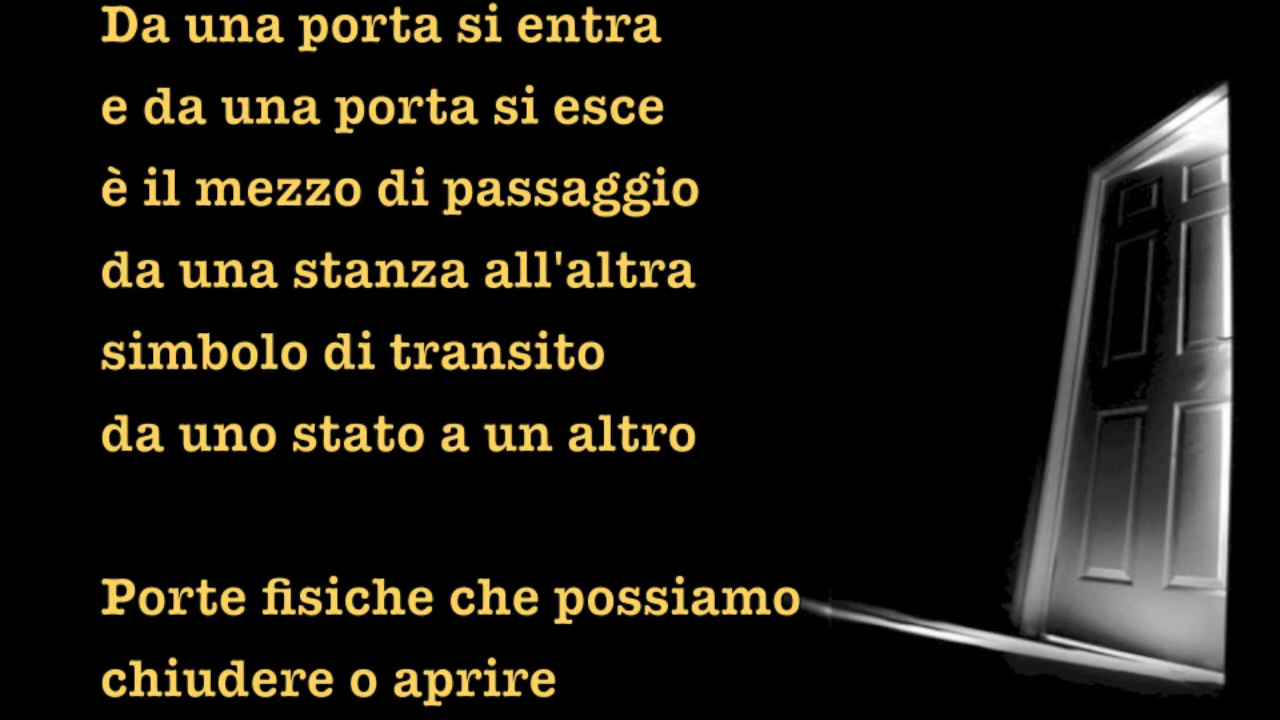 Da una porta si entra
e da una porta si esce
è il mezzo di passaggio
da una stanza all'altra
simbolo di transito
da uno stato a un altro
Porte fisiche che possiamo
chiudere o aprire